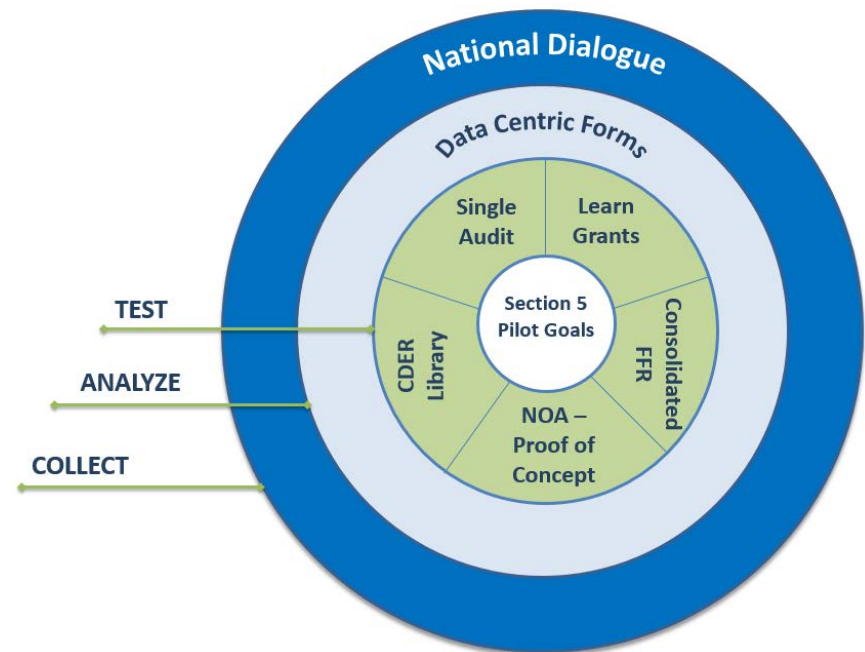 National Dialogue
Data Centric Forms
Single
Audit
Learn
Grants
Section 5
Pilot Goals
Consolidated
FFR
CDER
Library
NOA –
Proof of
Concept
TEST
ANALYZE
COLLECT